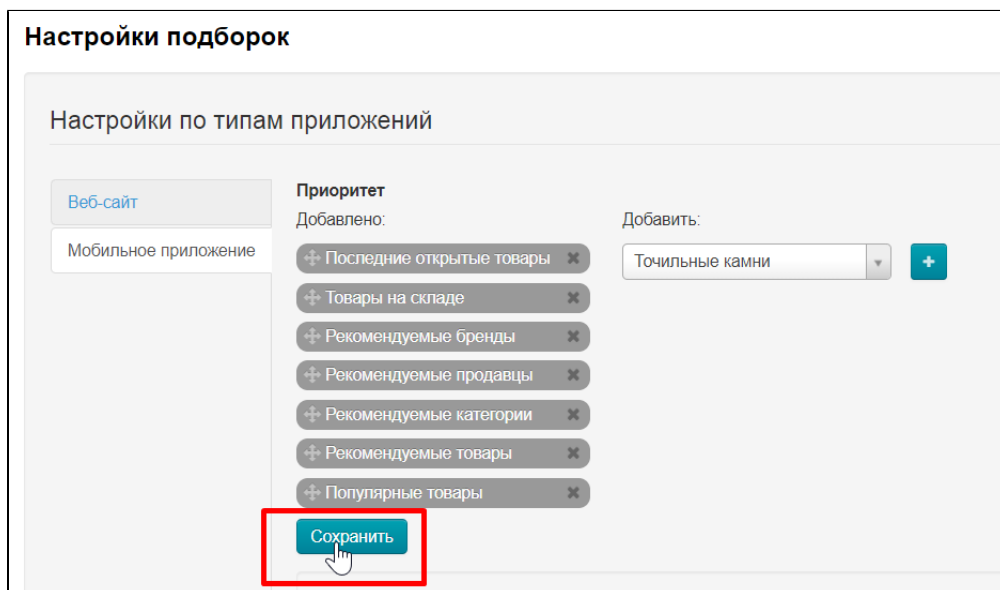 Настройки подборок
Настройки по типам приложений
Веб-сайт
Мобильное приложение
Приоритет
Добавлено:
Последние открытые товары
Товары на складе
Рекомендуемые бренды
Рекомендуемые продавцы
Рекомендуемые категории
Рекомендуемые товары
Популярные товары
Сохранить
Добавить:
Точильные камни